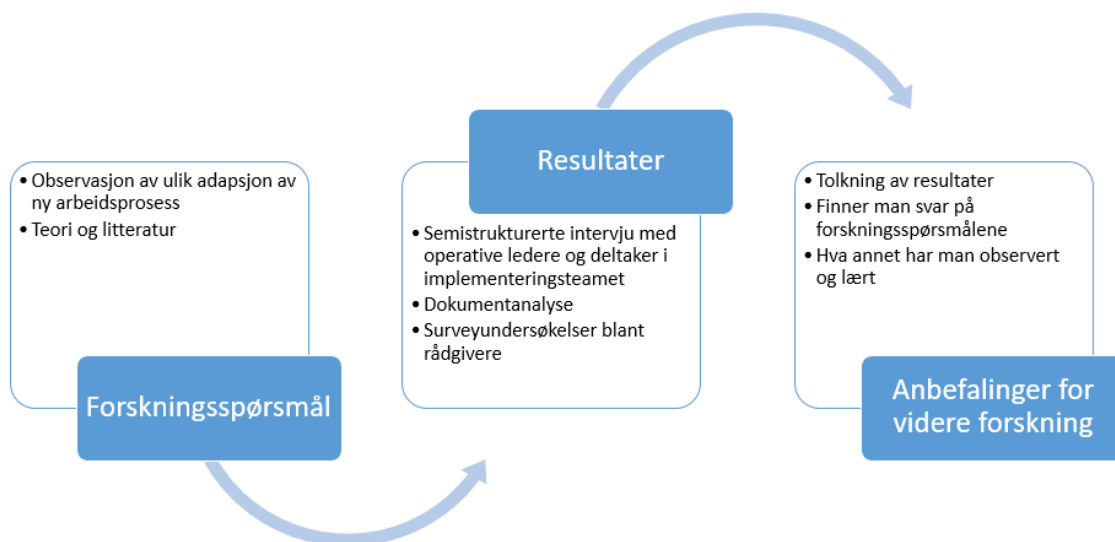 • Observasjon av ulik adapsjon av
ny arbeidsprosess
• Teori og litteratur
Forskningsspørsmål
Resultater
• Semistrukturerte intervju med
operative ledere og deltaker i
implementeringsteamet
• Dokumentanalyse
• Surveyundersøkelser blant
rådgivere
• Tolkning av resultater
• Finner man svar på
forskningsspørsmålene
• Hva annet har man observert
og lært
Anbefalinger for
videre forskning